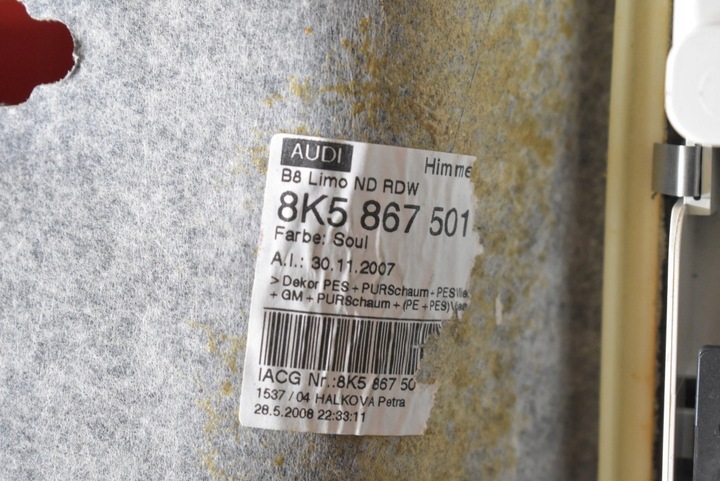 AUDI Himme
B8 Limo ND RDW
8K5 867 501
Farbe: Soul
A.I.: 30.11.2007
> Dekor PES + PURSchaum + PES
+ GM + PURSchaum + (PE + PES)
IACG Nr.:8K5 867 50
1537 / 04 HALKOVA Petra
28.5.2008 22:33:11